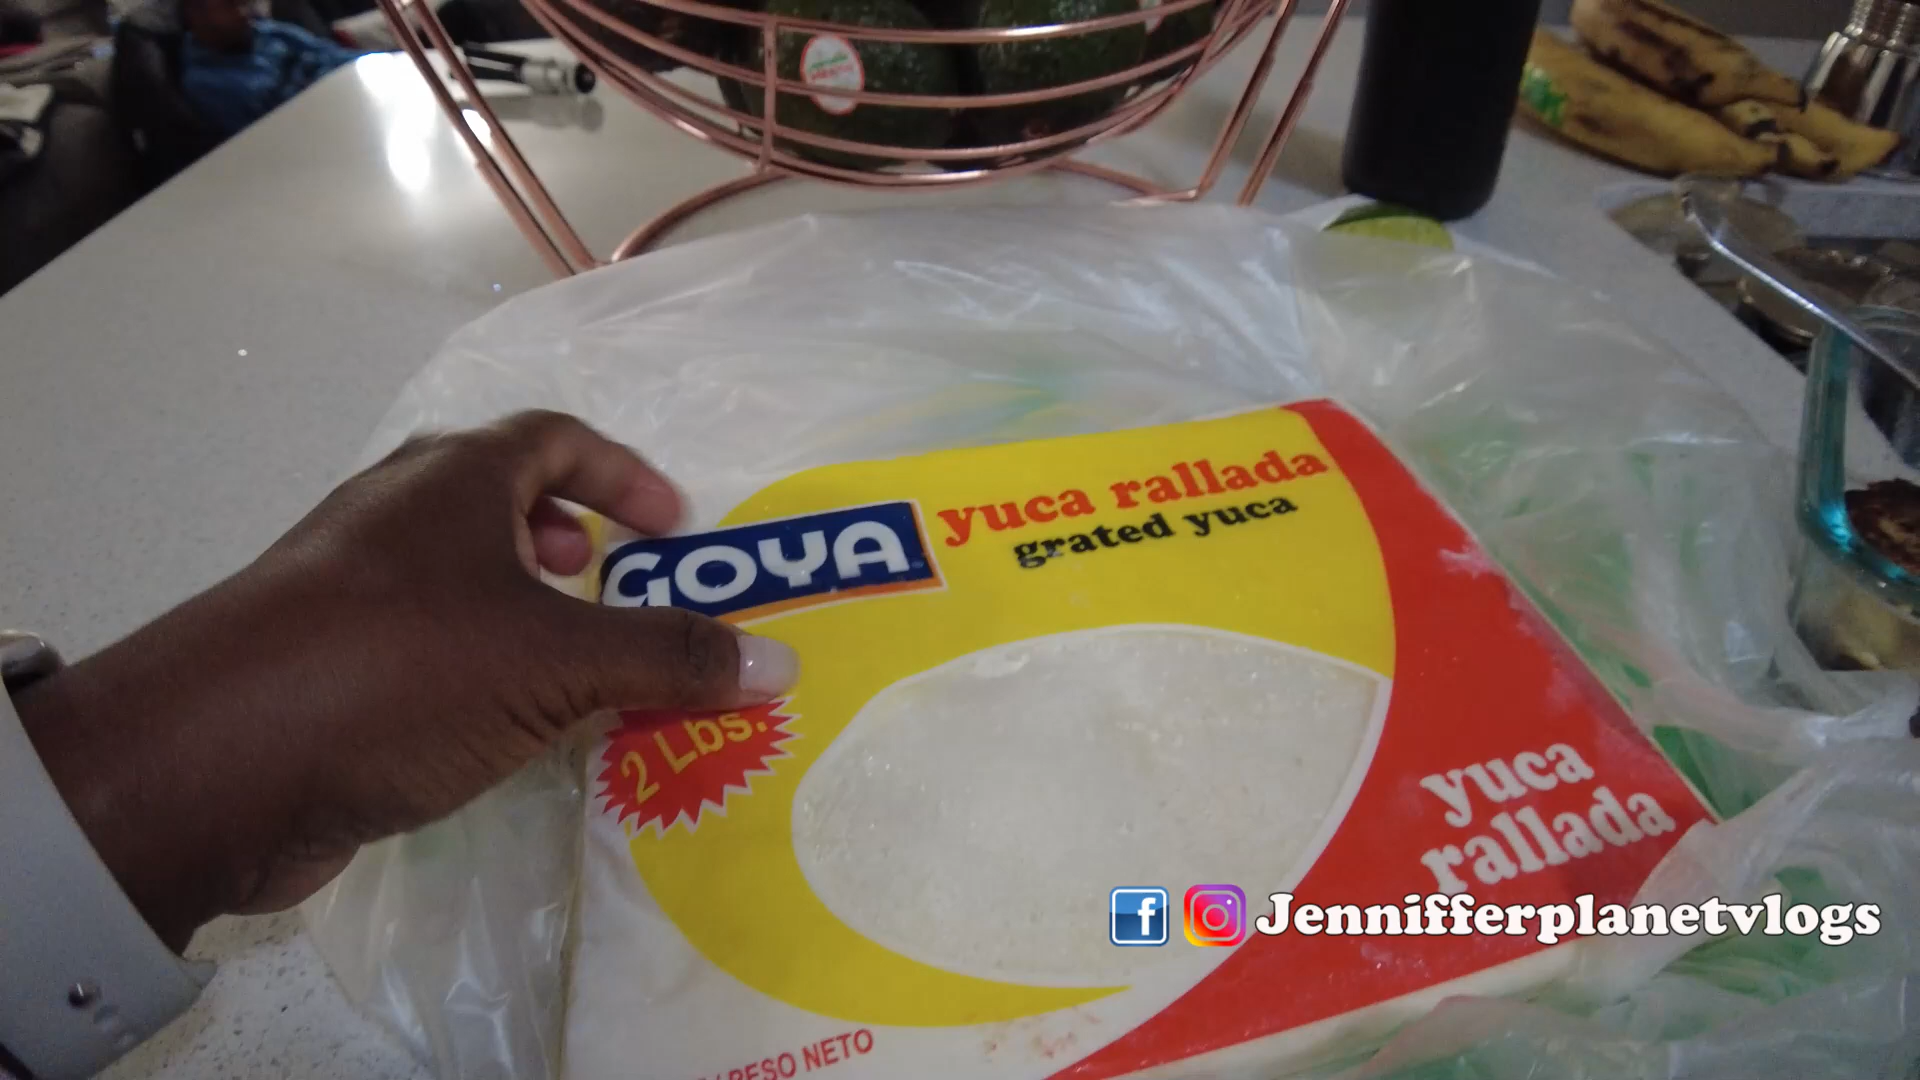 GOYA
yuca rallada
grated yuca
2 Lbs.
yuca
rallada
PESO NETO
Jennifferplanetvlogs